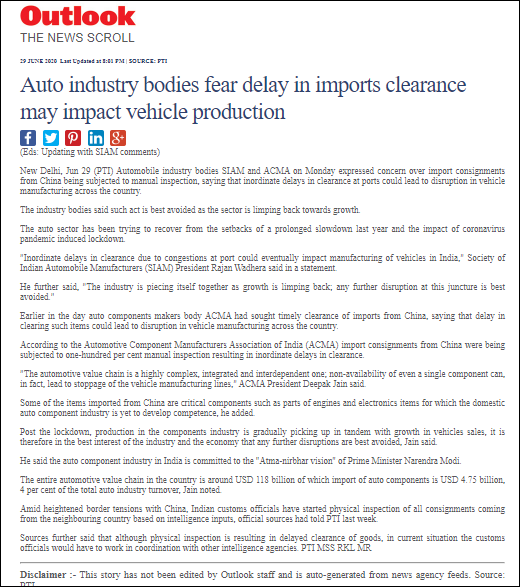 Outlook
THE NEWS SCROLL
29 JUNE 2020 Last Updated at 8:01 PM | SOURCE: PTI
Auto industry bodies fear delay in imports clearance
may impact vehicle production
(Eds: Updating with SIAM comments)
New Delhi, Jun 29 (PTI) Automobile industry bodies SIAM and ACMA on Monday expressed concern over import consignments
from China being subjected to manual inspection, saying that inordinate delays in clearance at ports could lead to disruption in vehicle
manufacturing across the country.
The industry bodies said such act is best avoided as the sector is limping back towards growth.
The auto sector has been trying to recover from the setbacks of a prolonged slowdown last year and the impact of coronavirus
pandemic induced lockdown.
"Inordinate delays in clearance due to congestions at port could eventually impact manufacturing of vehicles in India," Society of
Indian Automobile Manufacturers (SIAM) President Rajan Wadhera said in a statement.
He further said, "The industry is piecing itself together as growth is limping back; any further disruption at this juncture is best
avoided."
Earlier in the day auto components makers body ACMA had sought timely clearance of imports from China, saying that delay in
clearing such items could lead to disruption in vehicle manufacturing across the country.
According to the Automotive Component Manufacturers Association of India (ACMA) import consignments from China were being
subjected to one-hundred per cent manual inspection resulting in inordinate delays in clearance.
"The automotive value chain is a highly complex, integrated and interdependent one; non-availability of even a single component can,
in fact, lead to stoppage of the vehicle manufacturing lines," ACMA President Deepak Jain said.
Some of the items imported from China are critical components such as parts of engines and electronics items for which the domestic
auto component industry is yet to develop competence, he added.
Post the lockdown, production in the components industry is gradually picking up in tandem with growth in vehicles sales, it is
therefore in the best interest of the industry and the economy that any further disruptions are best avoided, Jain said.
He said the auto component industry in India is committed to the "Atma-nirbhar vision" of Prime Minister Narendra Modi.
The entire automotive value chain in the country is around USD 118 billion of which import of auto components is USD 4.75 billion,
4 per cent of the total auto industry turnover, Jain noted.
Amid heightened border tensions with China, Indian customs officials have started physical inspection of all consignments coming
from the neighbouring country based on intelligence inputs, official sources had told PTI last week.
Sources further said that although physical inspection is resulting in delayed clearance of goods, in current situation the customs
officials would have to work in coordination with other intelligence agencies. PTI MSS RKL MR
Disclaimer :- This story has not been edited by Outlook staff and is auto-generated from news agency feeds. Source:
PTI